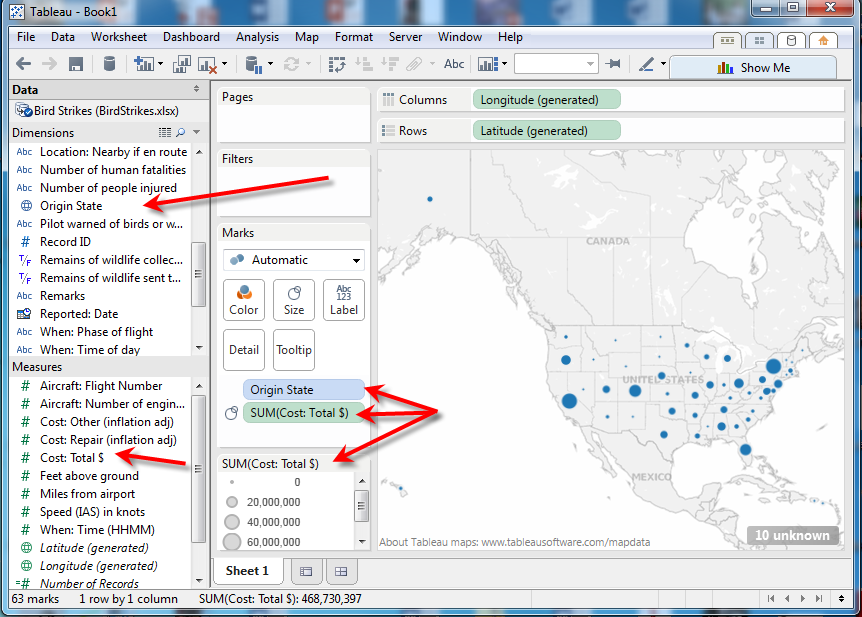 Tableau - Book1
File Data Worksheet Dashboard Analysis Map Format Server Window Help
Abc
Show Me
Data
Bird Strikes (BirdStrikes.xlsx)
Dimensions
Abc Location: Nearby if en route
Abc Number of human fatalities
Abc Number of people injured
Origin State
Abc Pilot warned of birds or w...
# Record ID
T/F Remains of wildlife collec...
T/F Remains of wildlife sent t...
Abc Remarks
Reported: Date
Abc When: Phase of flight
Abc When: Time of day
Measures
# Aircraft: Flight Number
# Aircraft: Number of engin...
# Cost: Other (inflation adj)
# Cost: Repair (inflation adj)
# Cost: Total $
# Feet above ground
# Miles from airport
# Speed (IAS) in knots
# When: Time (HHMM)
Latitude (generated)
Longitude (generated)
=# Number of Records
Pages
Filters
Marks
Automatic
Color Size Abc 123 Label
Detail Tooltip
Origin State
SUM(Cost: Total $)
SUM(Cost: Total $)
0
20,000,000
40,000,000
60,000,000
Columns Longitude (generated)
Rows Latitude (generated)
CANADA
UNITED STATES
MEXICO
10 unknown
About Tableau maps: www.tableausoftware.com/mapdata
Sheet 1
63 marks 1 row by 1 column SUM(Cost: Total $): 468,730,397